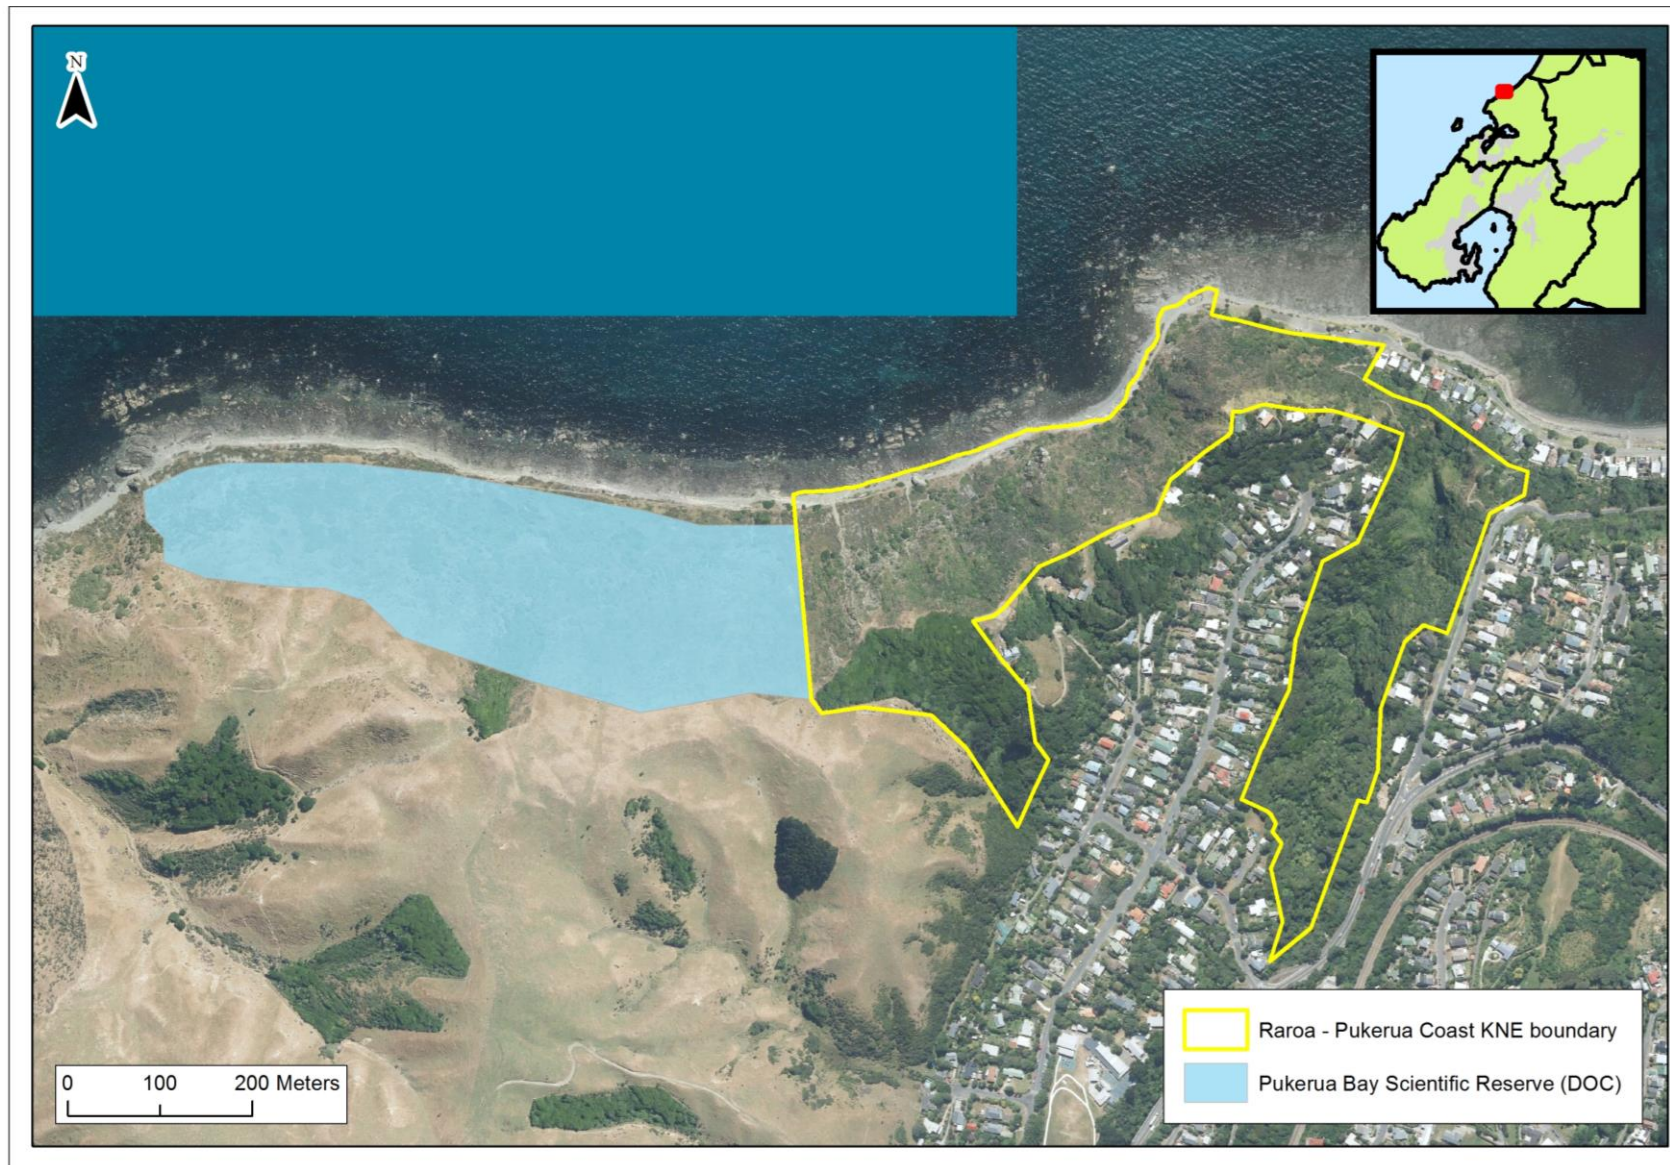 N
Raroa - Pukerua Coast KNE boundary
Pukerua Bay Scientific Reserve (DOC)
0 100 200 Meters